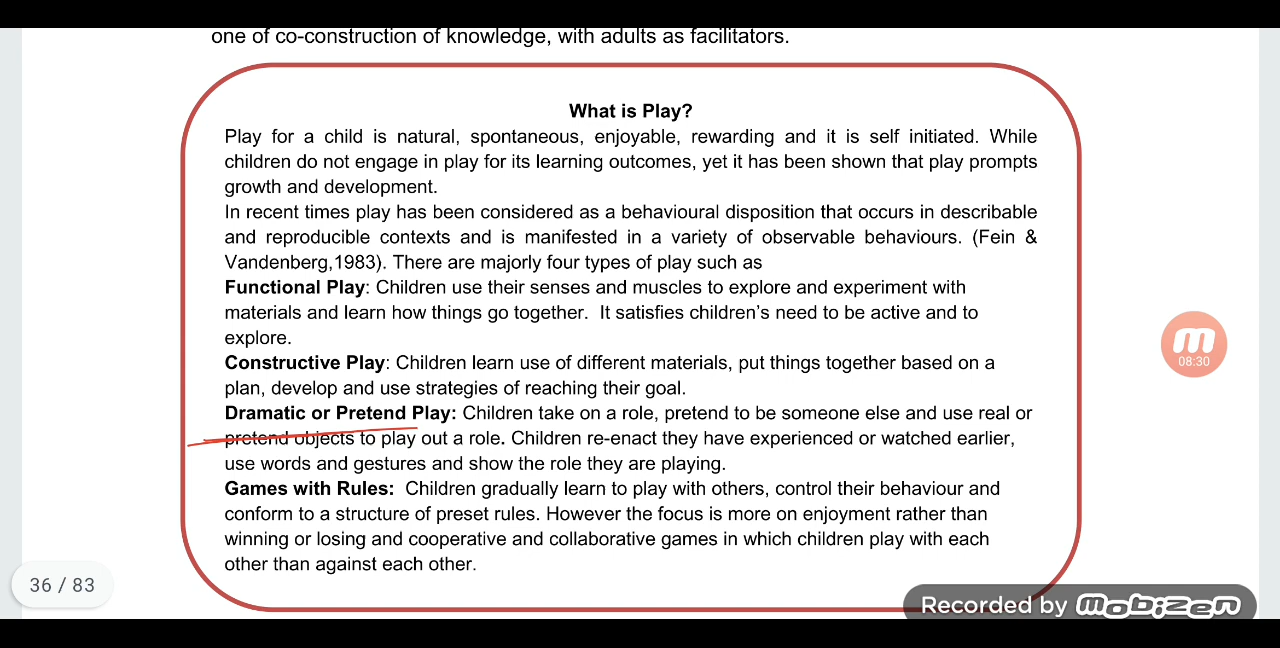 one of co-construction of knowledge, with adults as facilitators.
What is Play?
Play for a child is natural, spontaneous, enjoyable, rewarding and it is self initiated. While
children do not engage in play for its learning outcomes, yet it has been shown that play prompts
growth and development.
In recent times play has been considered as a behavioural disposition that occurs in describable
and reproducible contexts and is manifested in a variety of observable behaviours. (Fein &
Vandenberg,1983). There are majorly four types of play such as
Functional Play: Children use their senses and muscles to explore and experiment with
materials and learn how things go together. It satisfies children's need to be active and to
explore.
Constructive Play: Children learn use of different materials, put things together based on a
plan, develop and use strategies of reaching their goal.
Dramatic or Pretend Play: Children take on a role, pretend to be someone else and use real or
pretend objects to play out a role. Children re-enact they have experienced or watched earlier,
use words and gestures and show the role they are playing.
Games with Rules: Children gradually learn to play with others, control their behaviour and
conform to a structure of preset rules. However the focus is more on enjoyment rather than
winning or losing and cooperative and collaborative games in which children play with each
other than against each other.
08:30
36 / 83
Recorded by mobizen